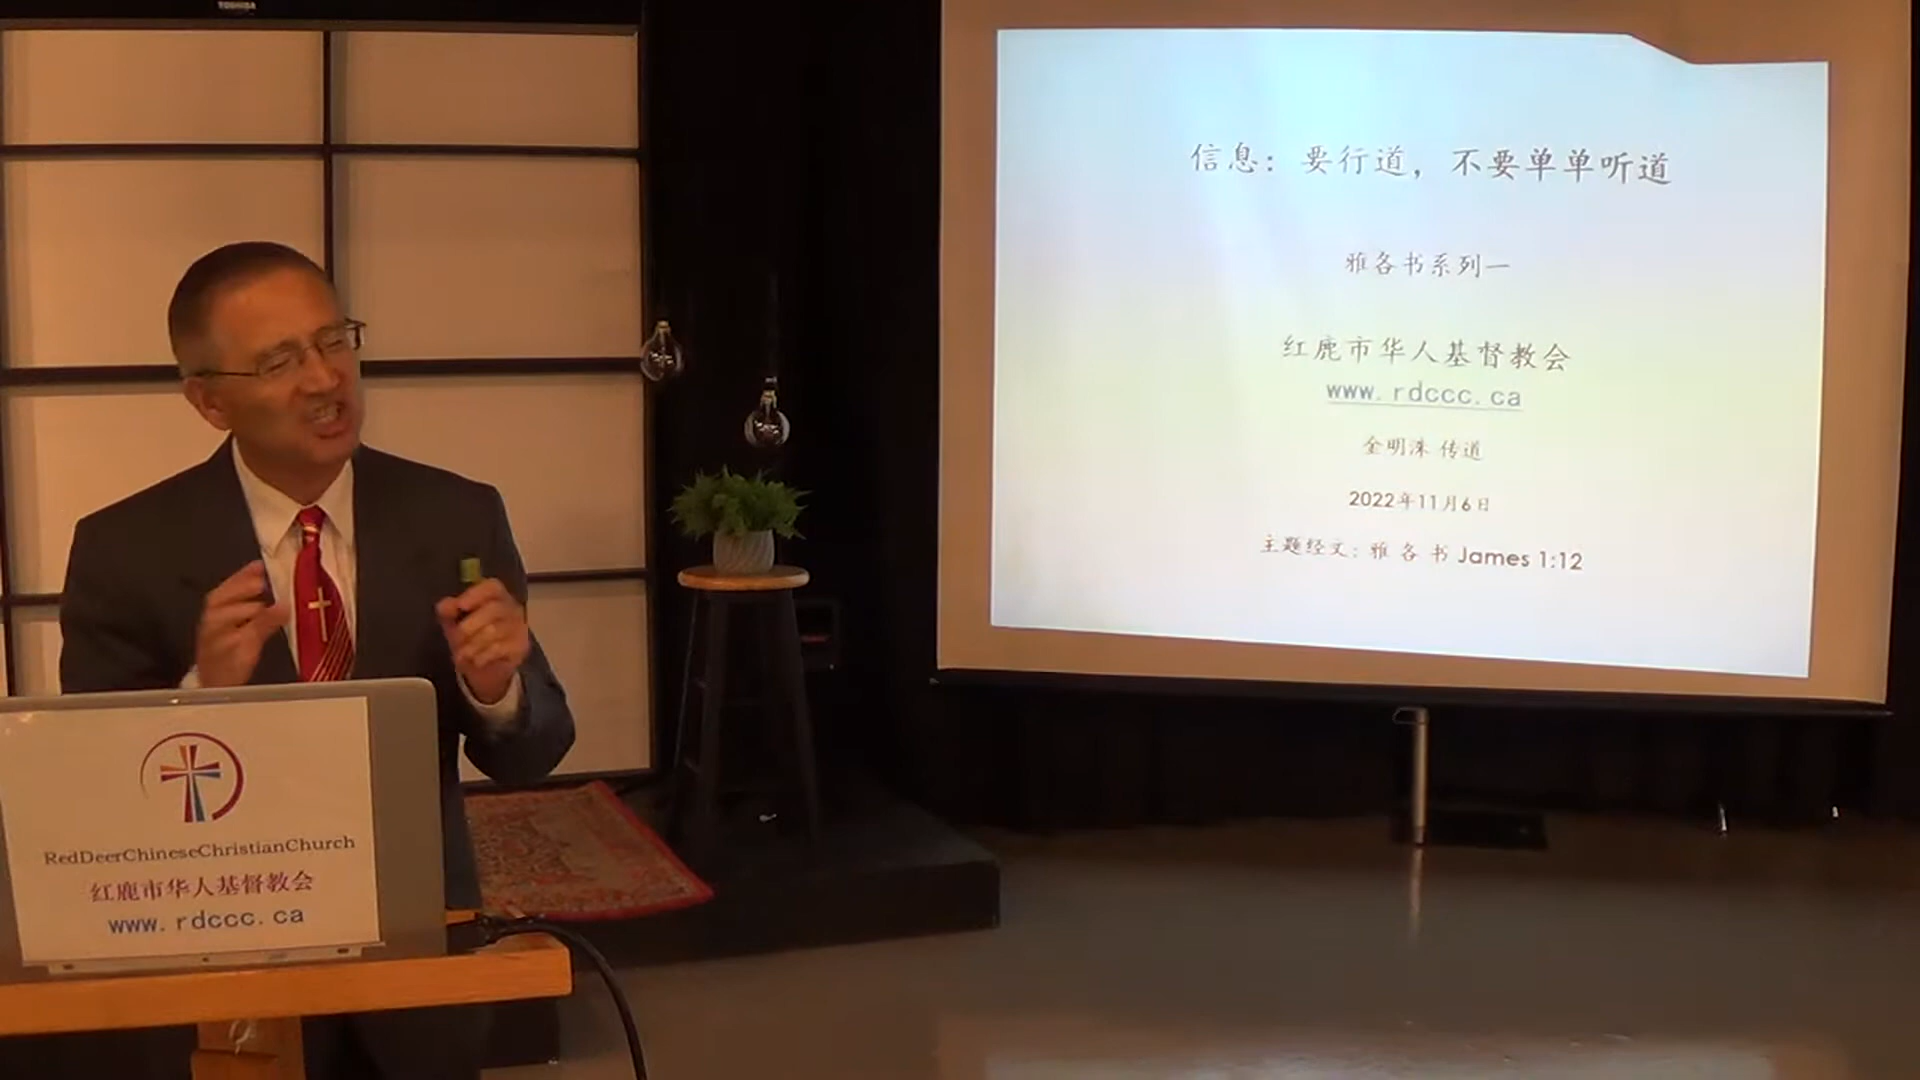 TOSHIBA
信息：要行道，不要单单听道
雅各书系列一
红鹿市华人基督教会
www.rdccc.ca
金明洙 传道
2022年11月6日
主题经文：雅 各 书 James 1:12
RedDeerChineseChristianChurch
红鹿市华人基督教会
www.rdccc.ca